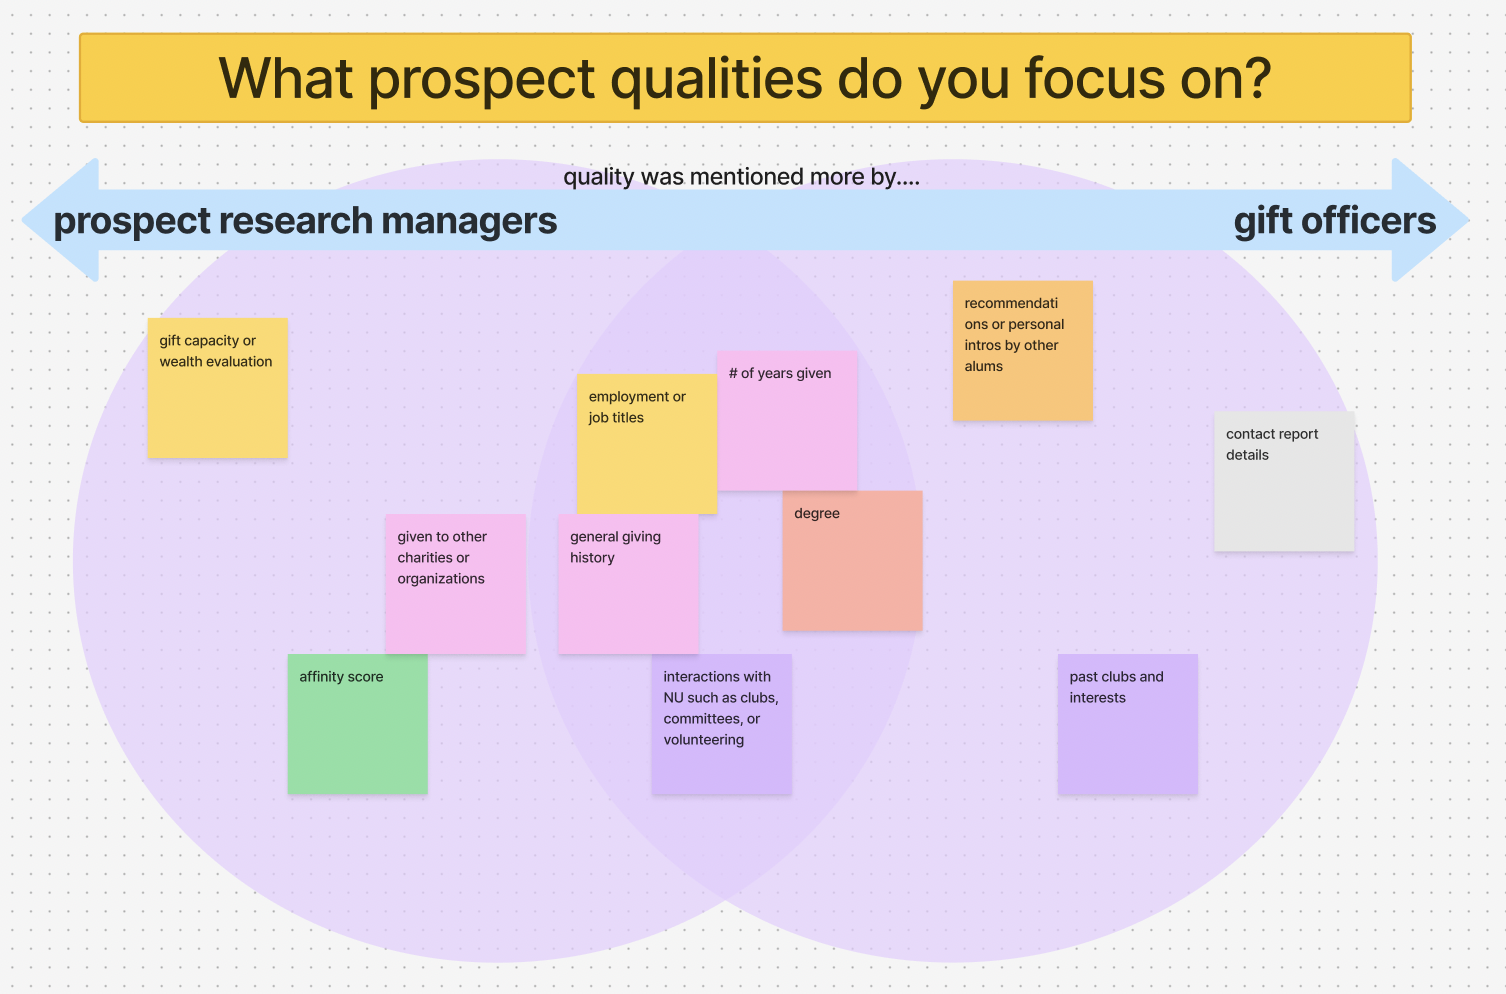 What prospect qualities do you focus on?
quality was mentioned more by....
prospect research managers
gift officers
gift capacity or
wealth evaluation
employment or
job titles
# of years given
recommendati
ons or personal
intros by other
alums
contact report
details
given to other
charities or
organizations
general giving
history
degree
affinity score
interactions with
NU such as clubs,
committees, or
volunteering
past clubs and
interests